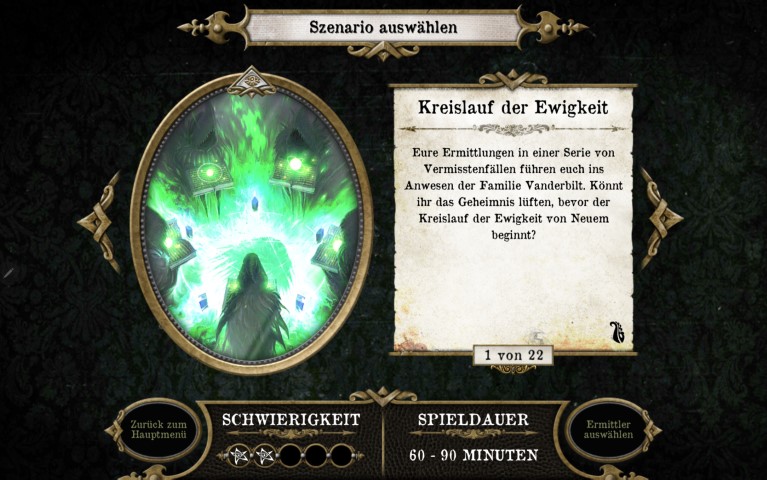 Szenario auswählen
Kreislauf der Ewigkeit
Eure Ermittlungen in einer Serie von
Vermisstenfällen führen euch ins
Anwesen der Familie Vanderbilt. Könnt
ihr das Geheimnis lüften, bevor der
Kreislauf der Ewigkeit von Neuem
beginnt?
1 von 22
Zurück zum
Hauptmenü
SCHWIERIGKEIT
SPIELDAUER
60 - 90 MINUTEN
Ermittler
auswählen